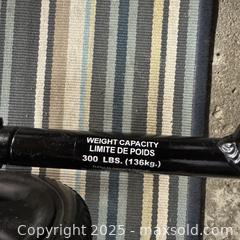 WEIGHT CAPACITY
LIMITE DE POIDS
300 LBS. (136kg.)
Copyright © 2025 - maxsold.com